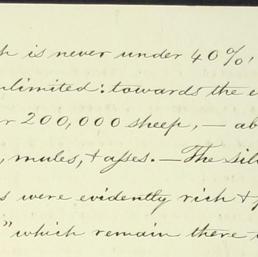 is never under 40%,
unlimited: towards the
200,000 sheep, — ab
, mules, & asses. — The sil
s were evidently rich &
" which remain there